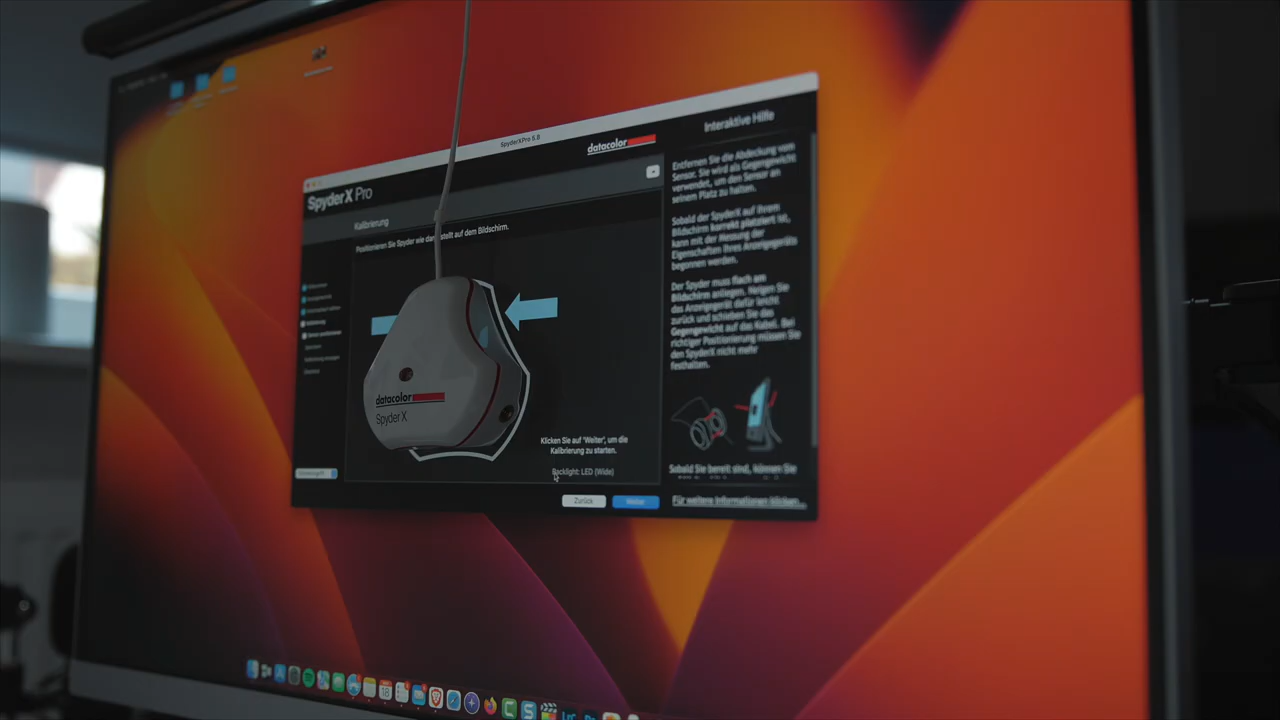 SpyderXPro 5.8
datacolor
SpyderX Pro
Kalibrierung
Positionieren Sie Spyder wie dar stellt auf dem Bildschirm.
datacolor
Spyder X
Klicken Sie auf 'Weiter', um die
Kalibrierung zu starten.
Backlight: LED (Wide)
Zurück
Weiter
Interaktive Hilfe
Entfernen Sie die Abdeckung vom
Sensor. Sie wird als Gegengewicht
verwendet, um den Sensor an
seinem Platz zu halten.
Sobald der SpyderX auf Ihrem
Bildschirm korrekt platziert ist,
kann mit der Messung der
Eigenschaften Ihres Anzeigegeräts
begonnen werden.
Der Spyder muss flach am
Bildschirm anliegen. Neigen Sie
das Anzeigegerät dafür leicht
zurück und schieben Sie das
Gegengewicht auf das Kabel. Bei
richtiger Positionierung müssen Sie
den SpyderX nicht mehr
festhalten.
Sobald Sie bereit sind, können Sie
Für weitere Informationen klicken...
18